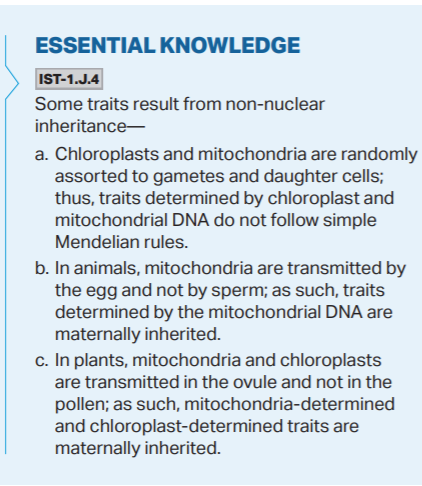 ESSENTIAL KNOWLEDGE
IST-1.J.4
Some traits result from non-nuclear
inheritance—
a. Chloroplasts and mitochondria are randomly
assorted to gametes and daughter cells;
thus, traits determined by chloroplast and
mitochondrial DNA do not follow simple
Mendelian rules.
b. In animals, mitochondria are transmitted by
the egg and not by sperm; as such, traits
determined by the mitochondrial DNA are
maternally inherited.
c. In plants, mitochondria and chloroplasts
are transmitted in the ovule and not in the
pollen; as such, mitochondria-determined
and chloroplast-determined traits are
maternally inherited.